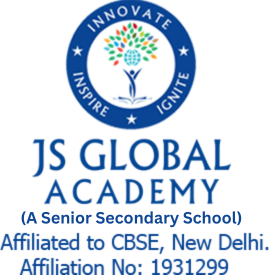 INNOVATE
INSPIRE
IGNITE
JS GLOBAL
ACADEMY
(A Senior Secondary School)
Affiliated to CBSE, New Delhi.
Affiliation No: 1931299